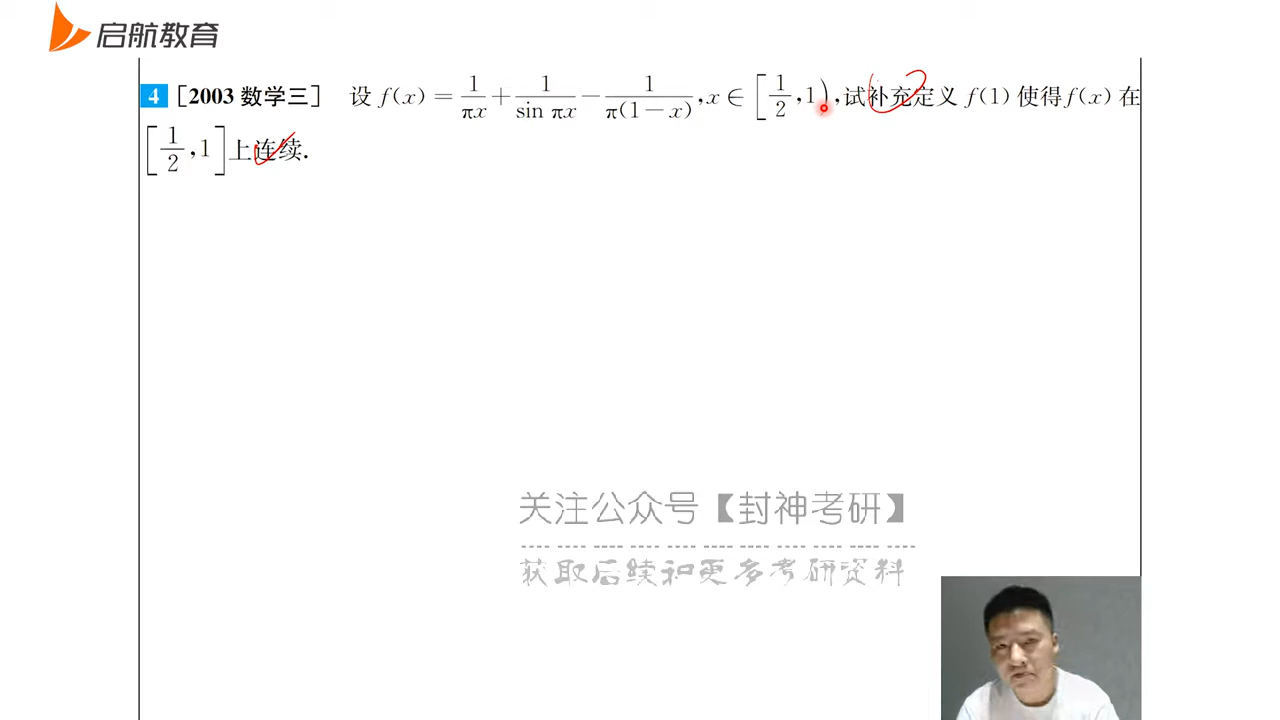 启航教育
4 [2003 数学三] 设 f(x) = 1/πx + 1/sin πx − 1/π(1−x), x∈[1/2, 1), 试补充定义 f(1) 使得 f(x) 在
[1/2, 1] 上连续.
关注公众号【封神考研】
获取后续和更多考研资料